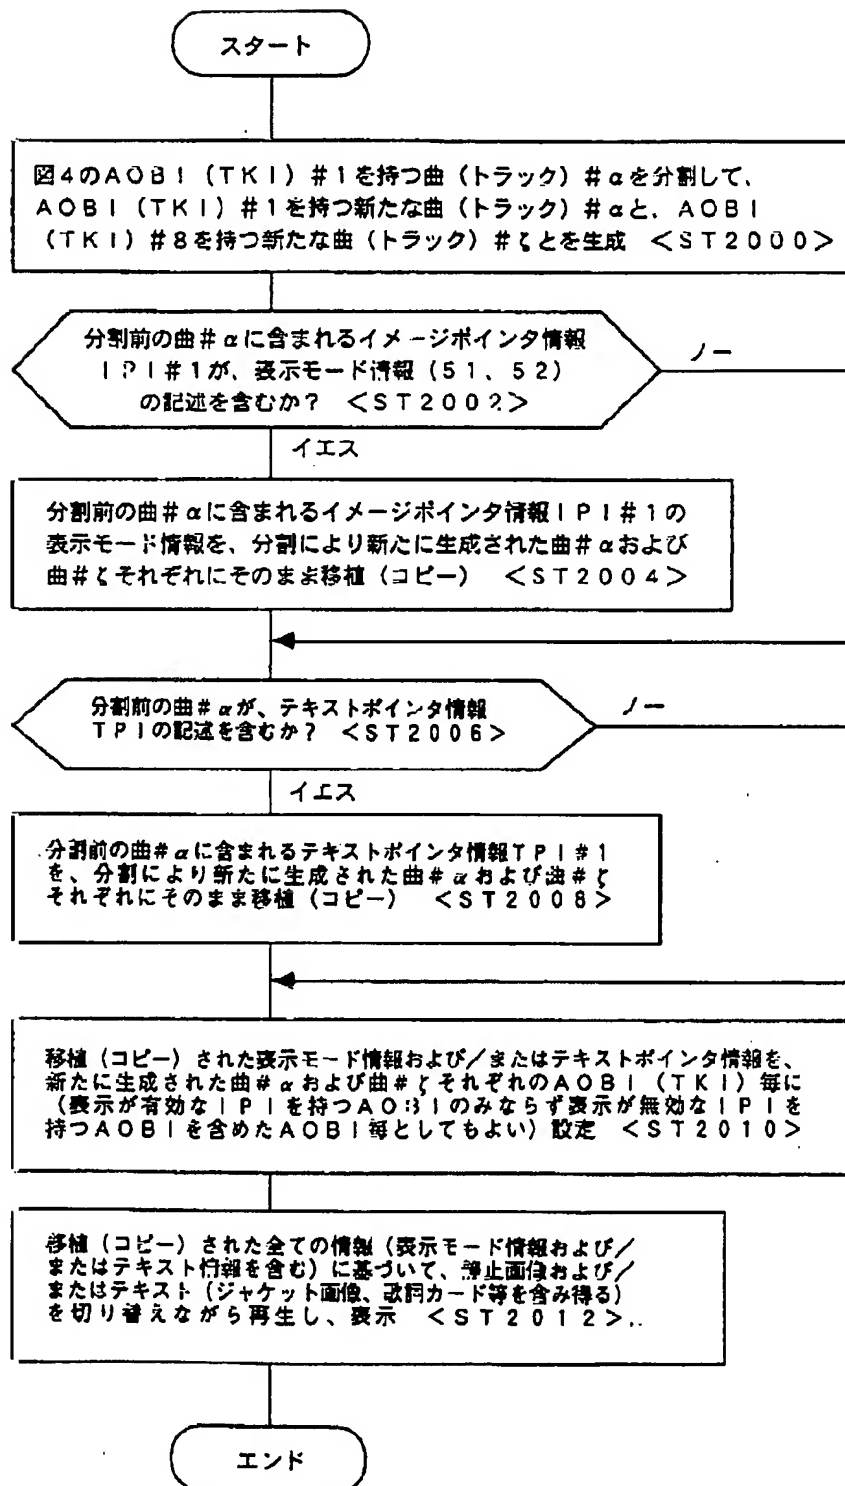 スタート
図4のAOBI（TKI）#1を持つ曲（トラック）#αを分割して、
AOBI（TKI）#1を持つ新たな曲（トラック）#αと、AOBI
（TKI）#8を持つ新たな曲（トラック）#ζとを生成 <ST2000>
分割前の曲#αに含まれるイメージポインタ情報
IPI#1が、表示モード情報（51、52）
の記述を含むか？ <ST2002>
ノー
イエス
分割前の曲#αに含まれるイメージポインタ情報IPI#1の
表示モード情報を、分割により新たに生成された曲#αおよび
曲#ζそれぞれにそのまま移植（コピー） <ST2004>
分割前の曲#αが、テキストポインタ情報
TPIの記述を含むか？ <ST2006>
ノー
イエス
分割前の曲#αに含まれるテキストポインタ情報TPI#1
を、分割により新たに生成された曲#αおよび曲#ζ
それぞれにそのまま移植（コピー） <ST2008>
移植（コピー）された表示モード情報および／またはテキストポインタ情報を、
新たに生成された曲#αおよび曲#ζそれぞれのAOBI（TKI）毎に
（表示が有効なIPIを持つAOBIのみならず表示が無効なIPIを
持つAOBIを含めたAOBI毎としてもよい）設定 <ST2010>
移植（コピー）された全ての情報（表示モード情報および／
またはテキスト情報を含む）に基づいて、静止画像および／
またはテキスト（ジャケット画像、歌詞カード等を含み得る）
を切り替えながら再生し、表示 <ST2012>
エンド